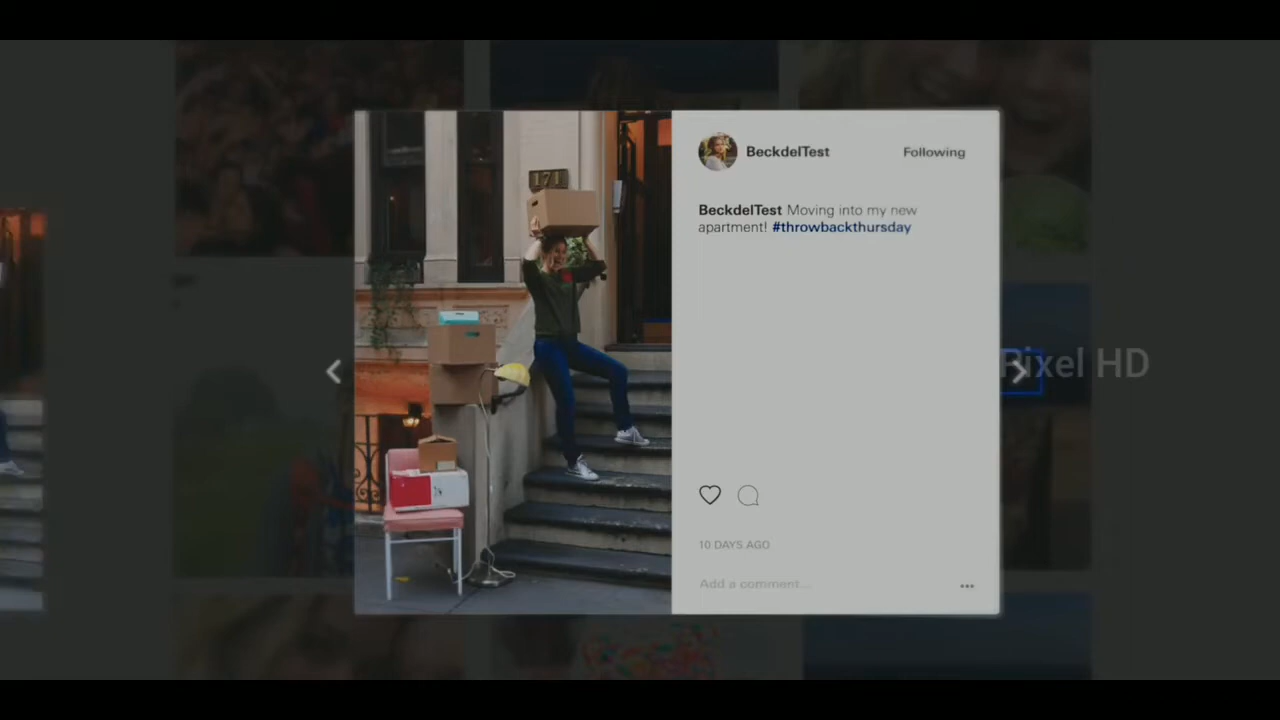 171
BeckdelTest
Following
BeckdelTest Moving into my new
apartment! #throwbackthursday
Pixel HD
10 DAYS AGO
Add a comment...